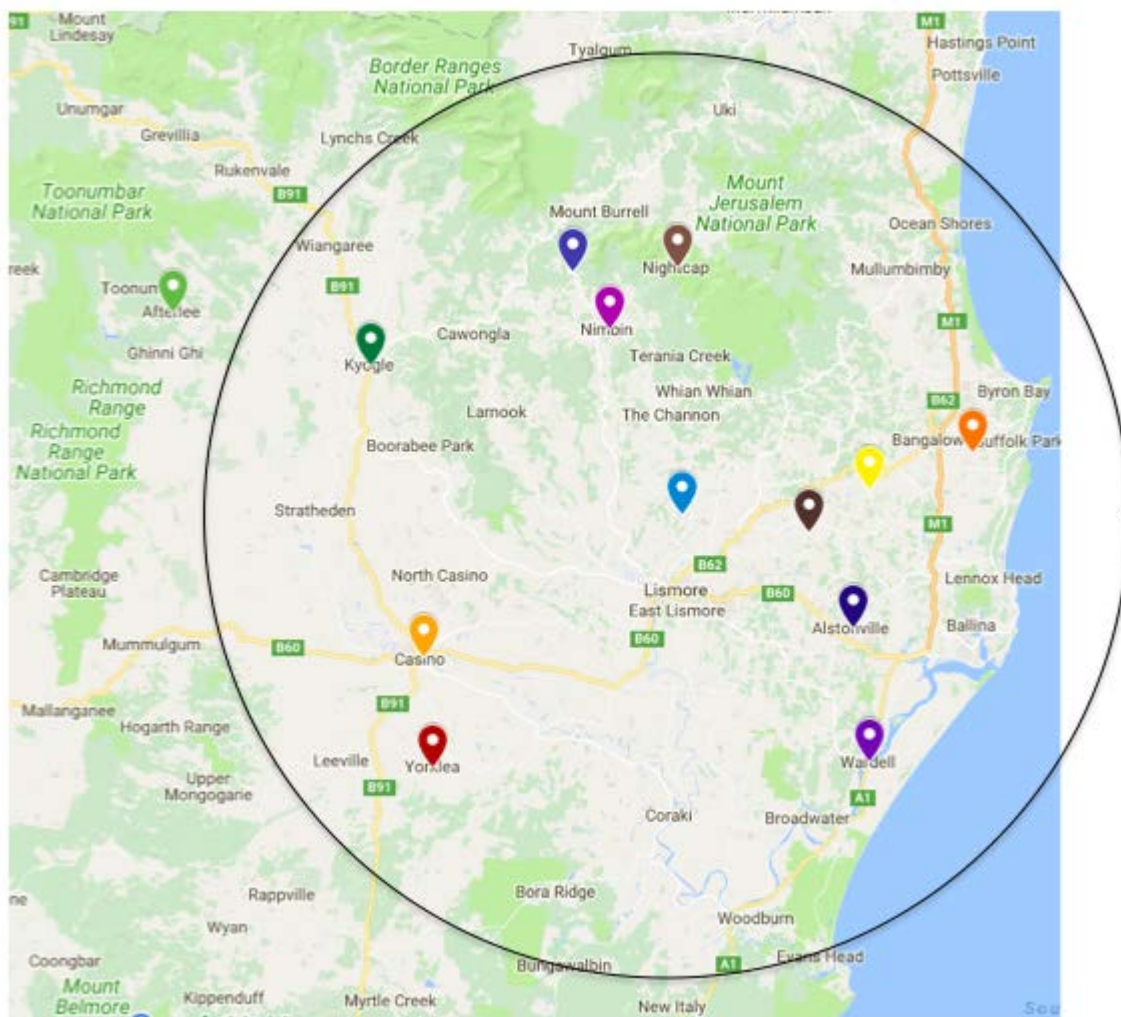 91
Mount
Lindesay
M1
Hastings Point
Tyalgum
Border Ranges
National Park
Pottsville
Unumgar
Uki
Grevillia
Lynchs Creek
Rukenvale
B91
Toonumbar
National Park
Mount
Jerusalem
National Park
Mount Burrell
Ocean Shores
Wiangaree
reek
Nightcap
Mullumbimby
B91
Afterlee
Nimbin
M1
Cawongla
Ghinni Ghi
Terania Creek
Kyogle
Richmond
Range
Whian Whian
Byron Bay
B62
Larnook
The Channon
Richmond
Range
National Park
Boorabee Park
Bangalow
Suffolk Park
Stratheden
M1
B62
Cambridge
Plateau
North Casino
Lennox Head
Lismore
B60
East Lismore
Alstonville
Ballina
Mummulgum
B60
B60
Casino
Mallanganee
B91
Hogarth Range
Leeville
Yorklea
Wardell
Upper
Mongogarie
B91
A1
Coraki
Broadwater
Rappville
Bora Ridge
ne
Woodburn
Wyan
Evans Head
Coongbar
Bungawalbin
A1
Mount
Belmore
Kippenduff
Myrtle Creek
New Italy
Sou